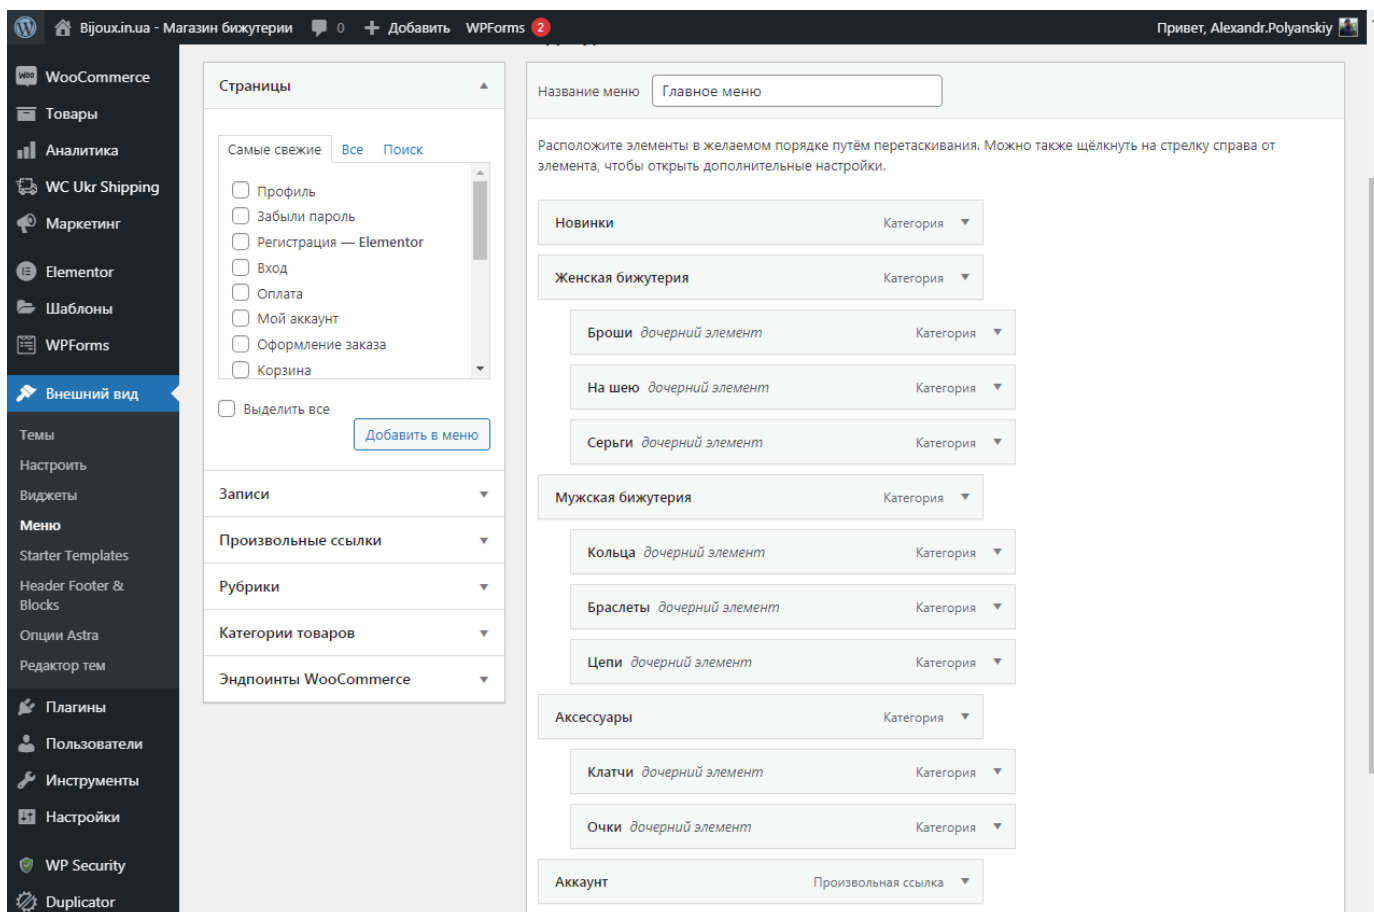 Bijoux.in.ua - Магазин бижутерии 0 Добавить WPForms 2 Привет, Alexandr.Polyanskiy
WooCommerce
Товары
Аналитика
WC Ukr Shipping
Маркетинг
Elementor
Шаблоны
WPForms
Внешний вид
Темы
Настроить
Виджеты
Меню
Starter Templates
Header Footer &
Blocks
Опции Astra
Редактор тем
Плагины
Пользователи
Инструменты
Настройки
WP Security
Duplicator
Страницы
Самые свежие Все Поиск
Профиль
Забыли пароль
Регистрация — Elementor
Вход
Оплата
Мой аккаунт
Оформление заказа
Корзина
Выделить все
Добавить в меню
Записи
Произвольные ссылки
Рубрики
Категории товаров
Эндпоинты WooCommerce
Название меню Главное меню
Расположите элементы в желаемом порядке путём перетаскивания. Можно также щёлкнуть на стрелку справа от
элемента, чтобы открыть дополнительные настройки.
Новинки Категория
Женская бижутерия Категория
Броши дочерний элемент Категория
На шею дочерний элемент Категория
Серьги дочерний элемент Категория
Мужская бижутерия Категория
Кольца дочерний элемент Категория
Браслеты дочерний элемент Категория
Цепи дочерний элемент Категория
Аксессуары Категория
Клатчи дочерний элемент Категория
Очки дочерний элемент Категория
Аккаунт Произвольная ссылка